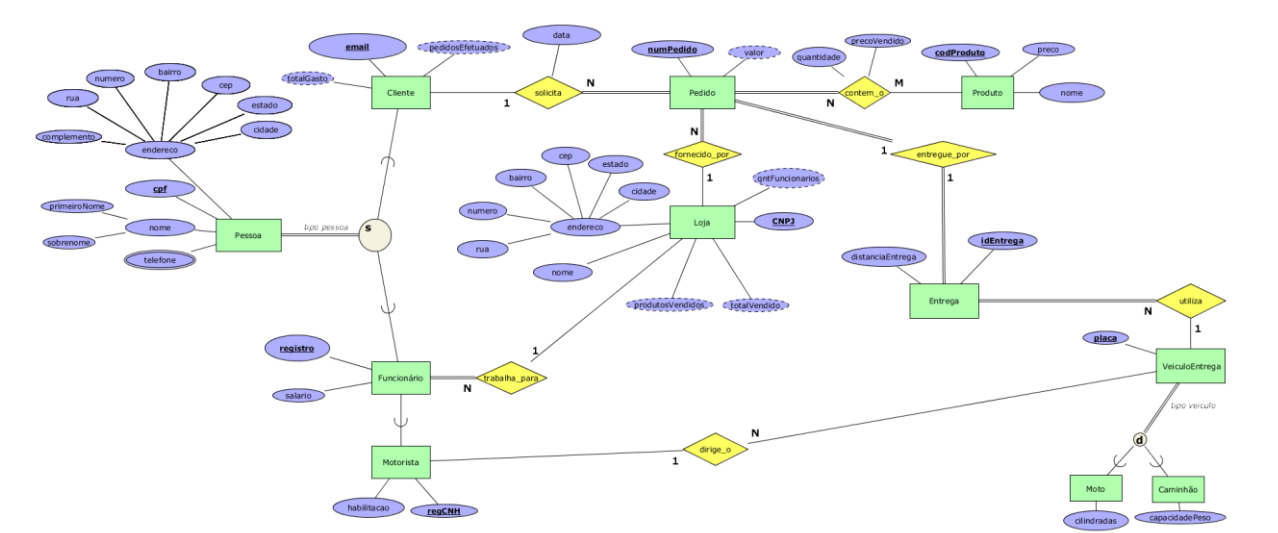 data
email
pedidosEfetuados
totalGasto
Cliente
1
solicita
N
numPedido
valor
Pedido
quantidade
precoVendido
N
contem_o
M
codProduto
preco
Produto
nome
bairro
numero
cep
rua
estado
complemento
cidade
endereco
cpf
primeiroNome
nome
sobrenome
telefone
Pessoa
tipo pessoa
s
N
fornecido_por
1
1
entregue_por
1
cep
estado
bairro
cidade
numero
endereco
rua
nome
qntFuncionarios
Loja
CNPJ
produtosVendidos
totalVendido
distanciaEntrega
idEntrega
Entrega
N
utiliza
1
placa
VeiculoEntrega
registro
salario
Funcionário
N
trabalha_para
1
Motorista
habilitacao
regCNH
1
dirige_o
N
tipo veiculo
d
Moto
Caminhão
cilindradas
capacidadePeso